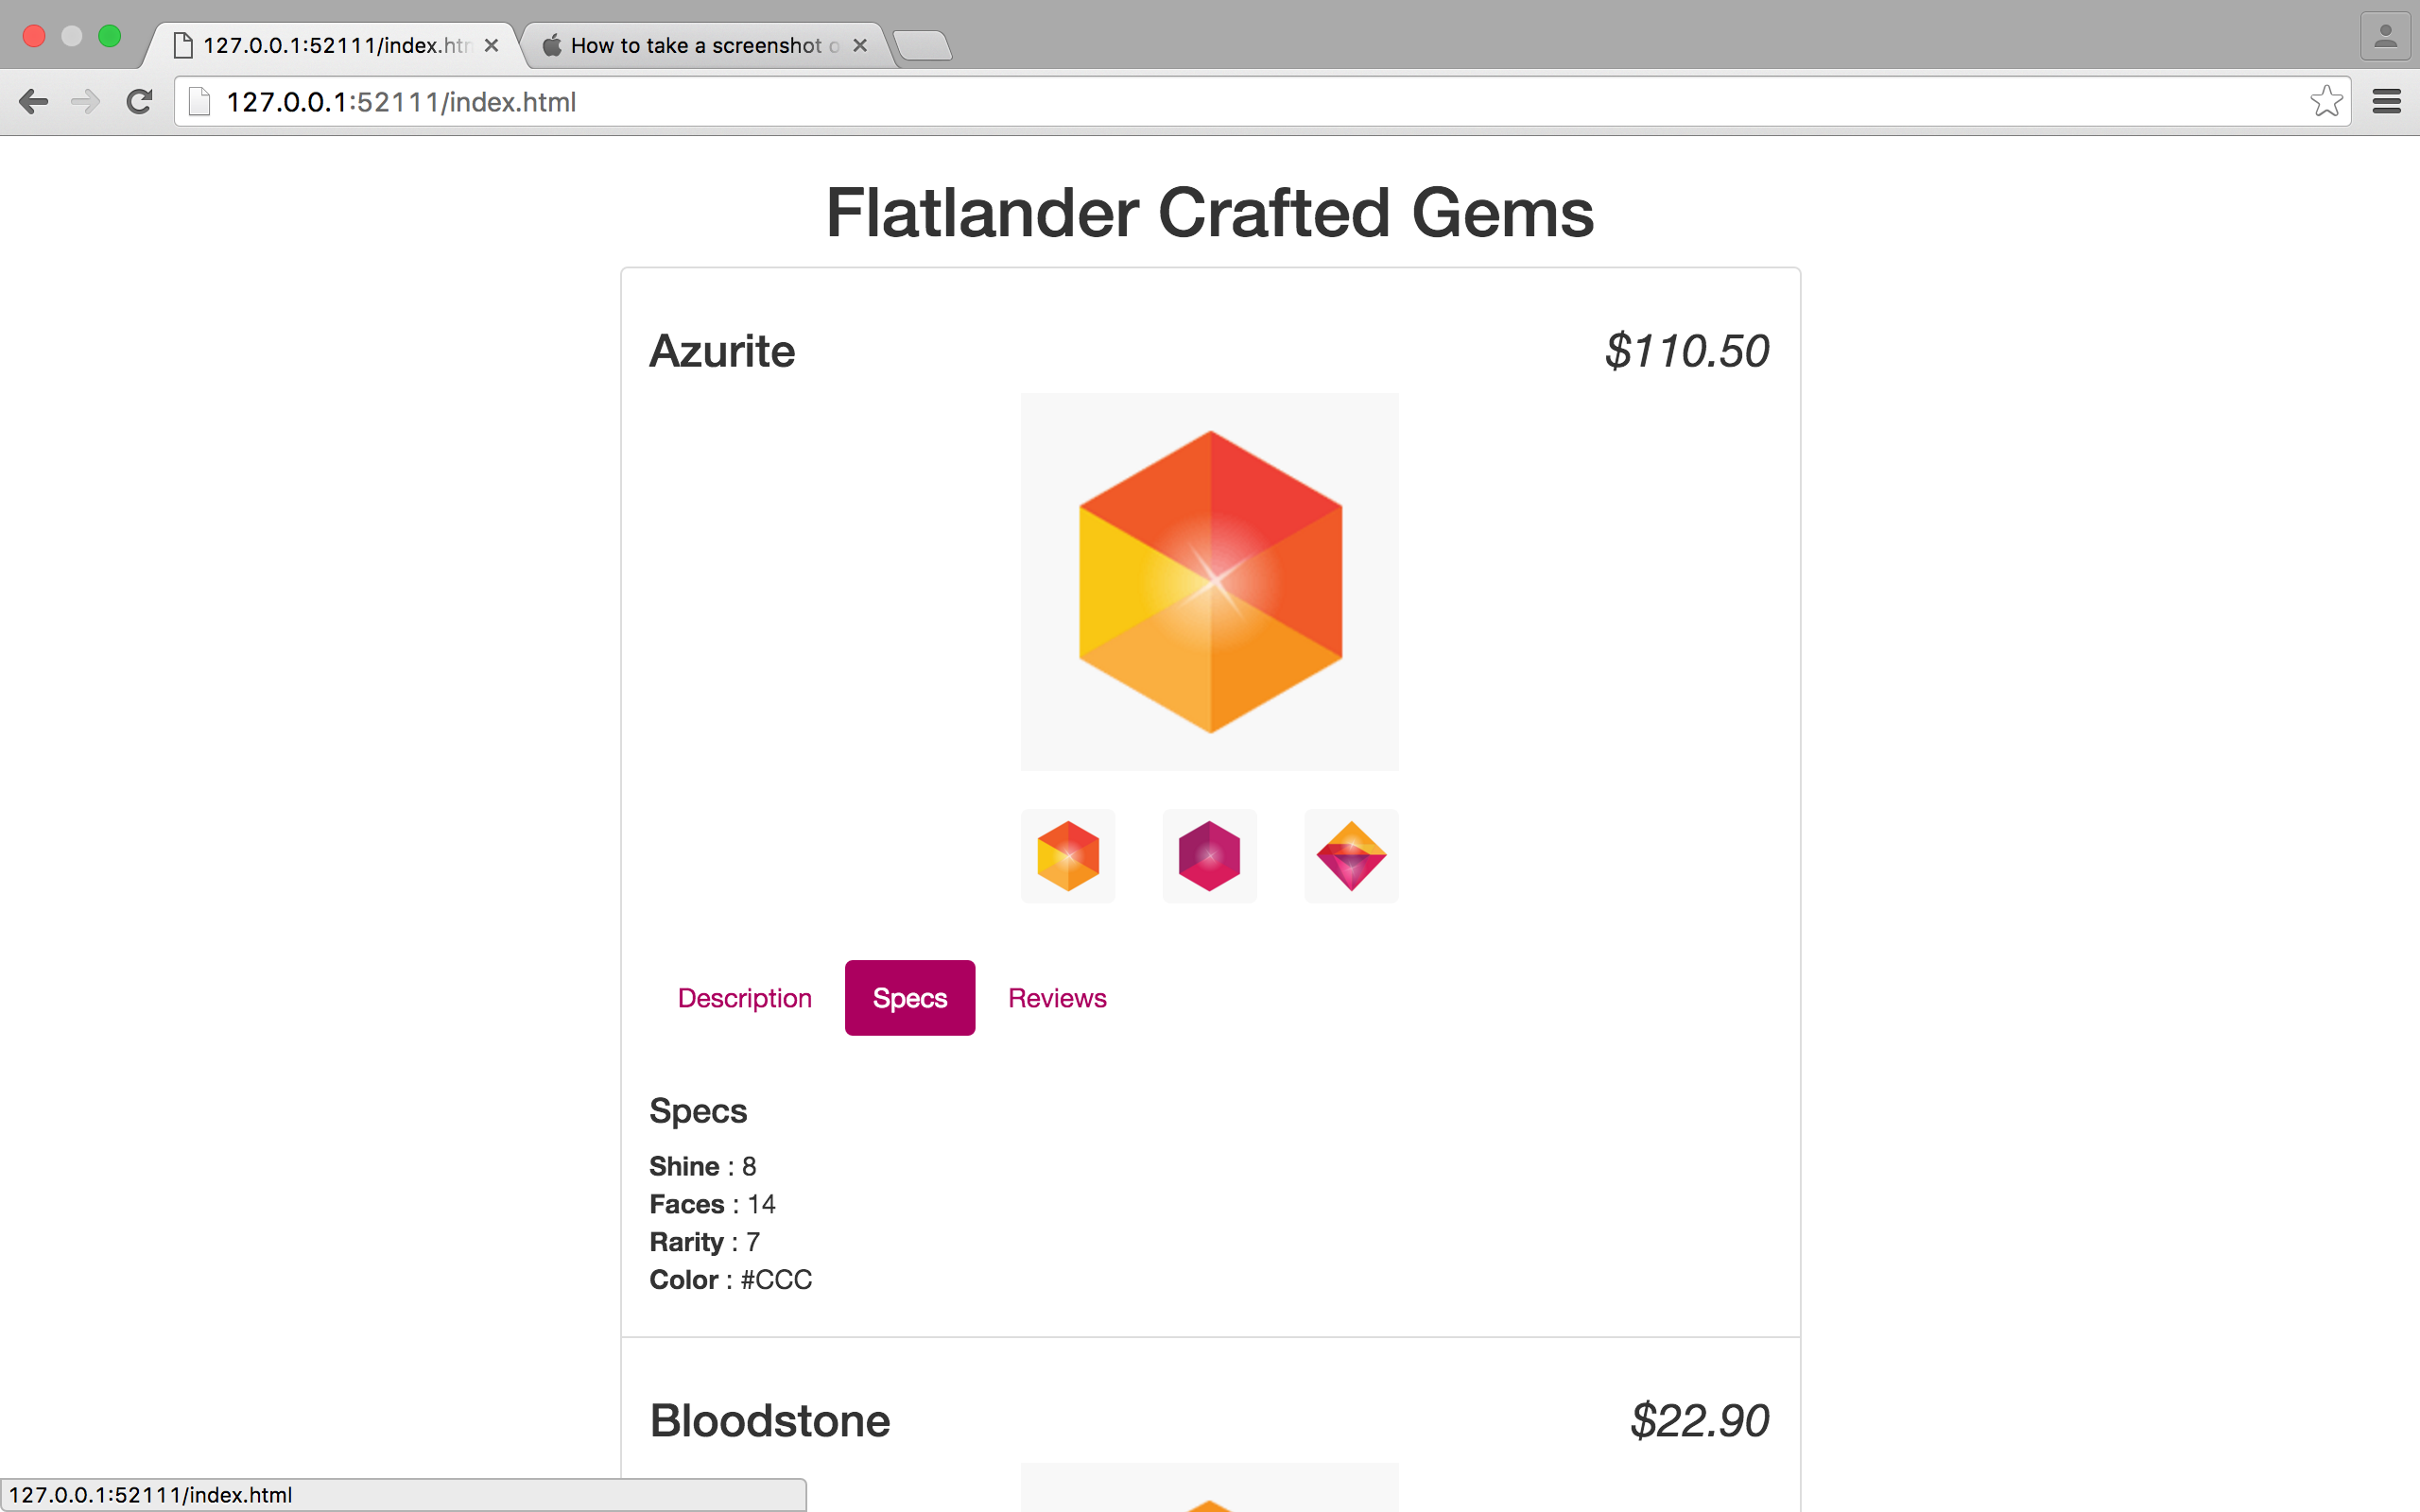 127.0.0.1:52111/index.htm
How to take a screenshot o
127.0.0.1:52111/index.html
Flatlander Crafted Gems
Azurite $110.50
Description Specs Reviews
Specs
Shine : 8
Faces : 14
Rarity : 7
Color : #CCC
Bloodstone $22.90
127.0.0.1:52111/index.html